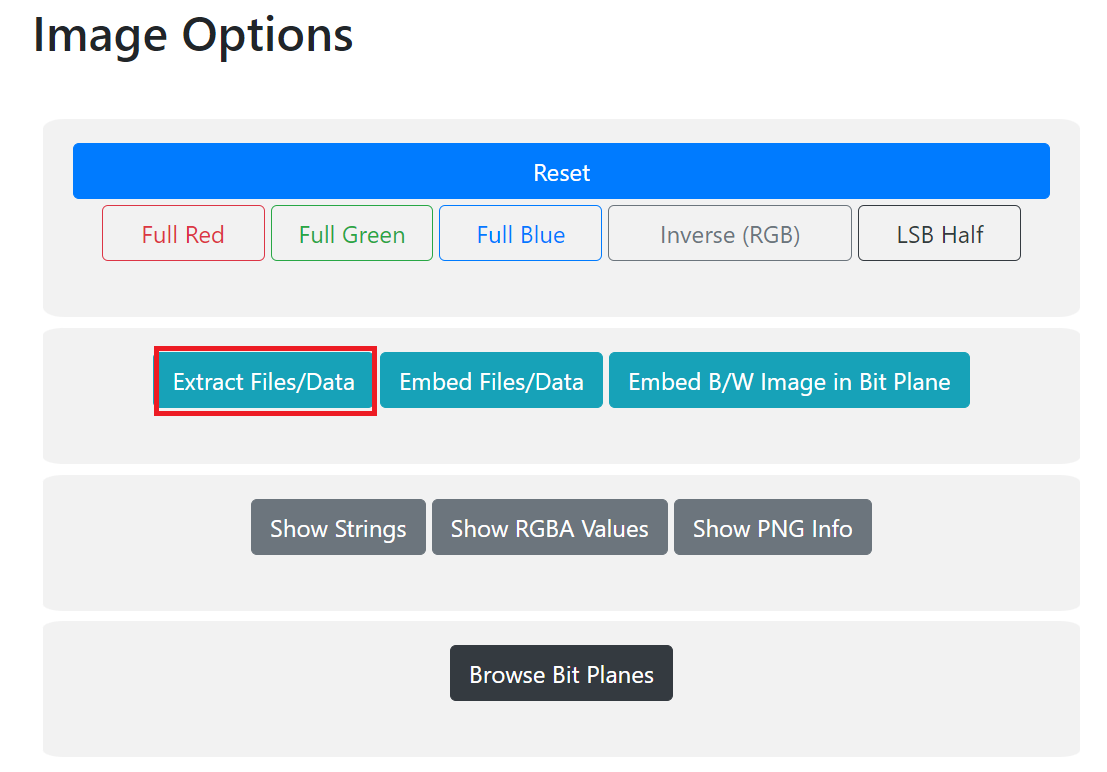 Image Options
Reset
Full Red Full Green Full Blue Inverse (RGB) LSB Half
Extract Files/Data Embed Files/Data Embed B/W Image in Bit Plane
Show Strings Show RGBA Values Show PNG Info
Browse Bit Planes